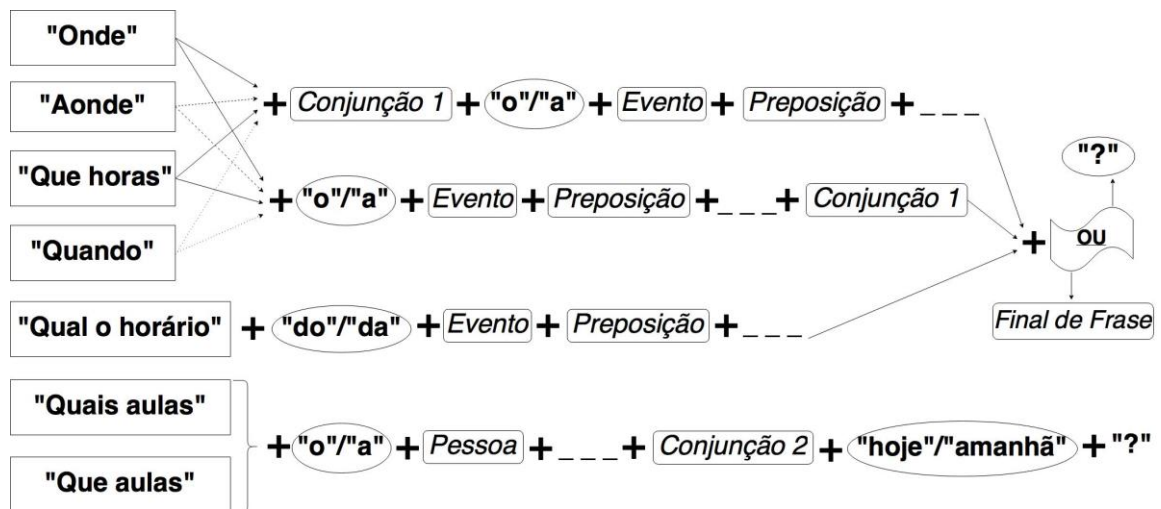 "Onde"
"Aonde"
+ Conjunção 1 + "o"/"a" + Evento + Preposição + _ _ _
"?"
"Que horas"
+ "o"/"a" + Evento + Preposição + _ _ _ + Conjunção 1
"Quando"
+ OU
"Qual o horário" + "do"/"da" + Evento + Preposição + _ _ _
Final de Frase
"Quais aulas"
+ "o"/"a" + Pessoa + _ _ _ + Conjunção 2 + "hoje"/"amanhã" + "?"
"Que aulas"